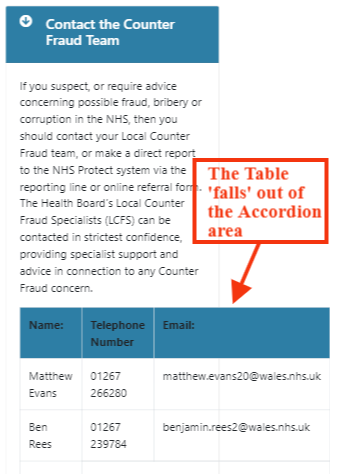 Contact the Counter
Fraud Team
If you suspect, or require advice
concerning possible fraud, bribery or
corruption in the NHS, then you
should contact your Local Counter
Fraud team, or make a direct report
to the NHS Protect system via the
reporting line or online referral form.
The Health Board's Local Counter
Fraud Specialists (LCFS) can be
contacted in strictest confidence,
providing specialist support and
advice in connection to any Counter
Fraud concern.
The Table
'falls' out of
the Accordion
area
Name: Telephone Number Email:
Matthew Evans 01267 266280 matthew.evans20@wales.nhs.uk
Ben Rees 01267 239784 benjamin.rees2@wales.nhs.uk